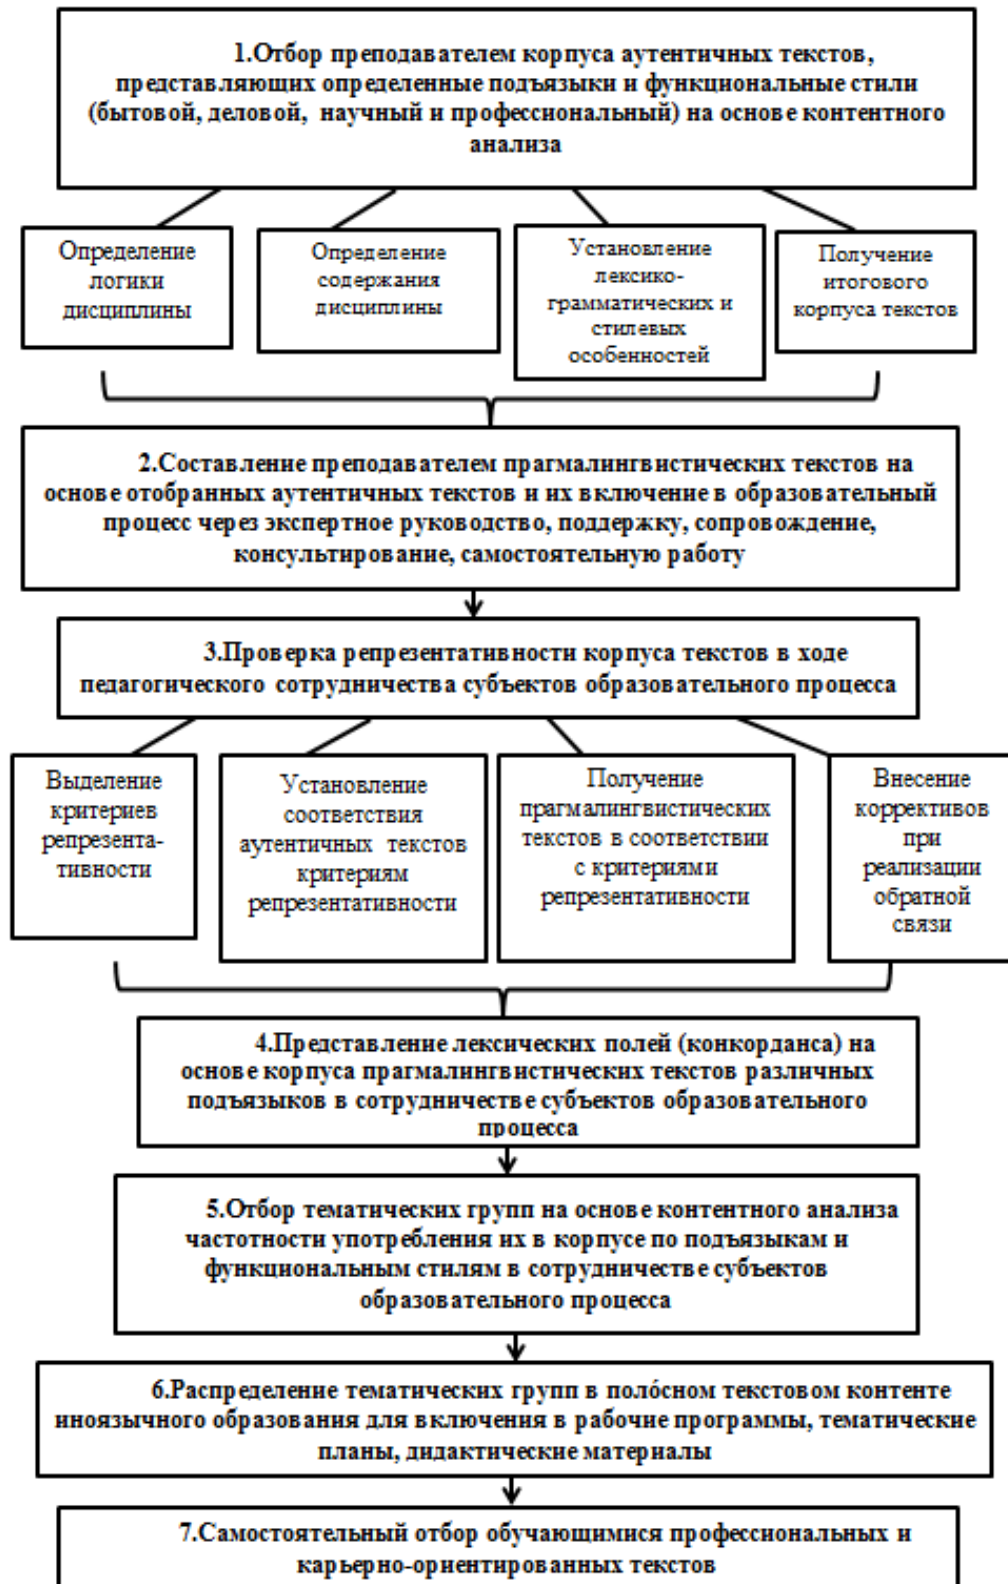 1.Отбор преподавателем корпуса аутентичных текстов,
представляющих определенные подъязыки и функциональные стили
(бытовой, деловой, научный и профессиональный) на основе контентного
анализа
Определение
логики
дисциплины
Определение
содержания
дисциплины
Установление
лексико-
грамматических и
стилевых
особенностей
Получение
итогового
корпуса текстов
2.Составление преподавателем прагмалингвистических текстов на
основе отобранных аутентичных текстов и их включение в образовательный
процесс через экспертное руководство, поддержку, сопровождение,
консультирование, самостоятельную работу
3.Проверка репрезентативности корпуса текстов в ходе
педагогического сотрудничества субъектов образовательного процесса
Выделение
критериев
репрезента-
тивности
Установление
соответствия
аутентичных текстов
критериям
репрезентативности
Получение
прагмалингвистических
текстов в соответствии
с критериями
репрезентативности
Внесение
коррективов
при
реализации
обратной
связи
4.Представление лексических полей (конкорданса) на
основе корпуса прагмалингвистических текстов различных
подъязыков в сотрудничестве субъектов образовательного
процесса
5.Отбор тематических групп на основе контентного анализа
частотности употребления их в корпусе по подъязыкам и
функциональным стилям в сотрудничестве субъектов
образовательного процесса
6.Распределение тематических групп в поло́сном текстовом контенте
иноязычного образования для включения в рабочие программы, тематические
планы, дидактические материалы
7.Самостоятельный отбор обучающимися профессиональных и
карьерно-ориентированных текстов